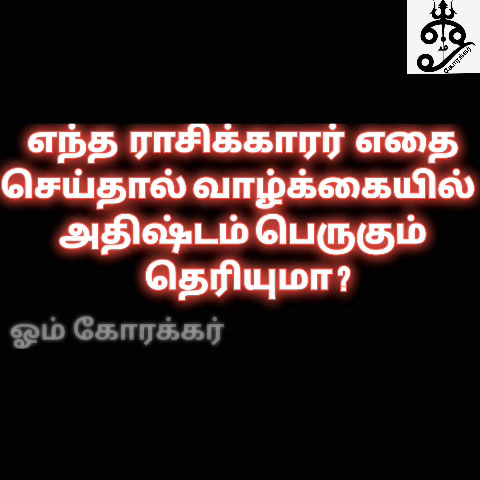 எந்த ராசிக்காரர் எதை
செய்தால் வாழ்க்கையில்
அதிஷ்டம் பெருகும்
தெரியுமா?
ஓம் கோரக்கர்